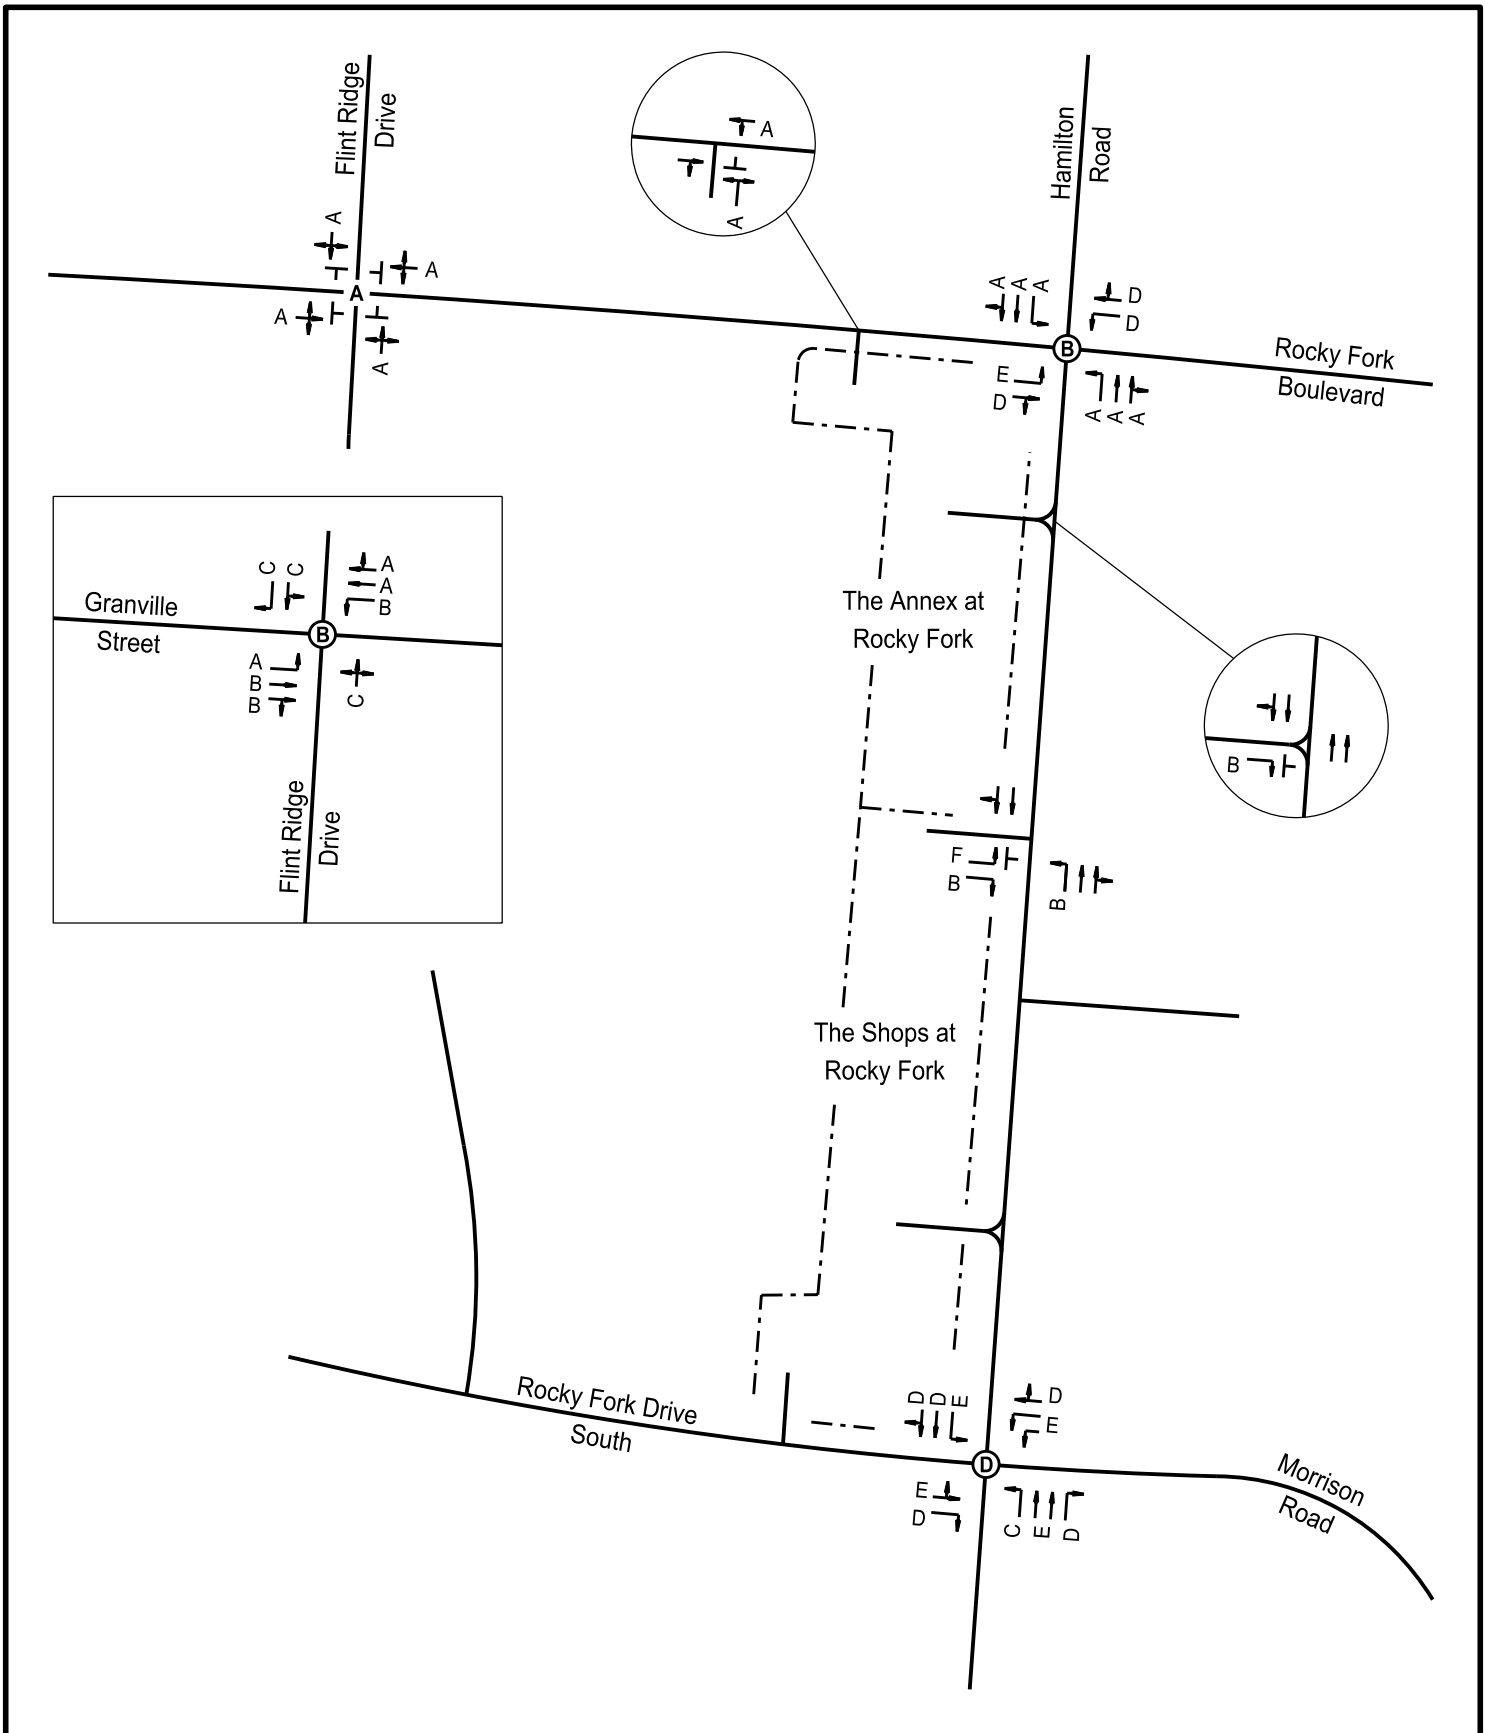 Flint Ridge
Drive
A
A
Hamilton
Road
A
A
A
A
A
A
A
A
A
D
D
B
E
D
A
A
A
Rocky Fork
Boulevard
C
C
A
A
B
Granville
Street
B
A
B
B
C
Flint Ridge
Drive
The Annex at
Rocky Fork
B
F
B
B
The Shops at
Rocky Fork
Rocky Fork Drive
South
D
D
E
D
E
D
E
D
C
E
D
Morrison
Road